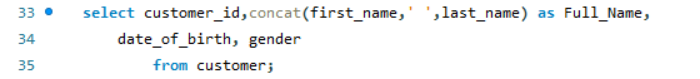 33 select customer_id,concat(first_name,' ',last_name) as Full_Name,
34 date_of_birth, gender
35 from customer;